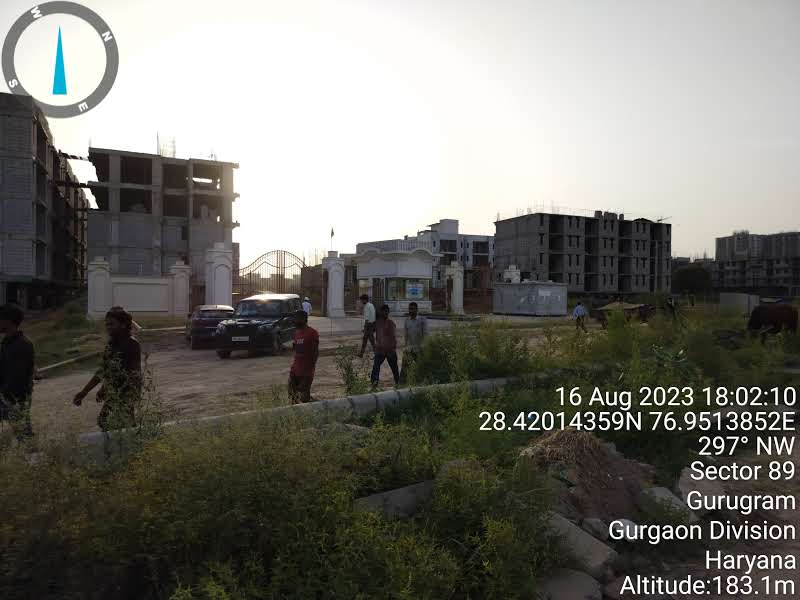 W
N
S
E
16 Aug 2023 18:02:10
28.42014359N 76.9513852E
297° NW
Sector 89
Gurugram
Gurgaon Division
Haryana
Altitude:183.1m